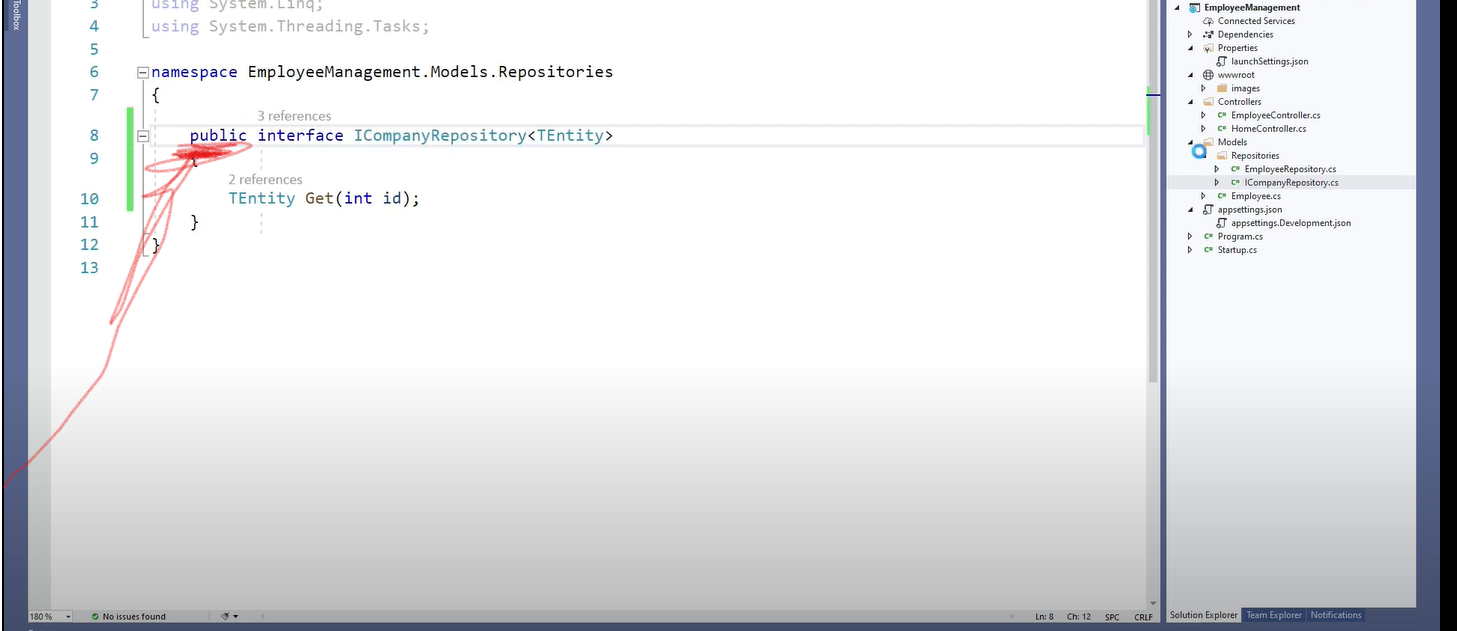 Toolbox
3 using System.Linq;
4 using System.Threading.Tasks;
5
6 namespace EmployeeManagement.Models.Repositories
7 {
3 references
8 public interface ICompanyRepository<TEntity>
9 {
2 references
10 TEntity Get(int id);
11 }
12 }
13
180 %
No issues found
Ln: 8 Ch: 12 SPC CRLF
EmployeeManagement
Connected Services
Dependencies
Properties
launchSettings.json
wwwroot
images
Controllers
C# EmployeeController.cs
C# HomeController.cs
Models
Repositories
C# EmployeeRepository.cs
C# ICompanyRepository.cs
C# Employee.cs
appsettings.json
appsettings.Development.json
C# Program.cs
C# Startup.cs
Solution Explorer Team Explorer Notifications